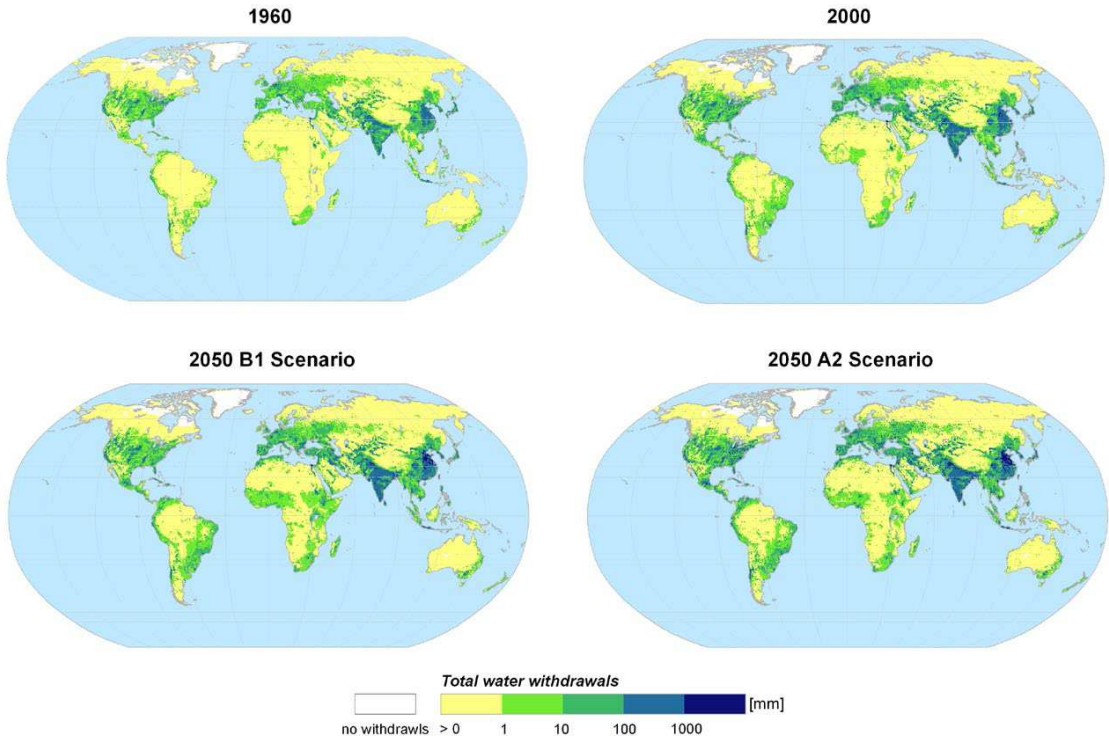 1960
2000
2050 B1 Scenario
2050 A2 Scenario
Total water withdrawals
[mm]
no withdrawls > 0 1 10 100 1000